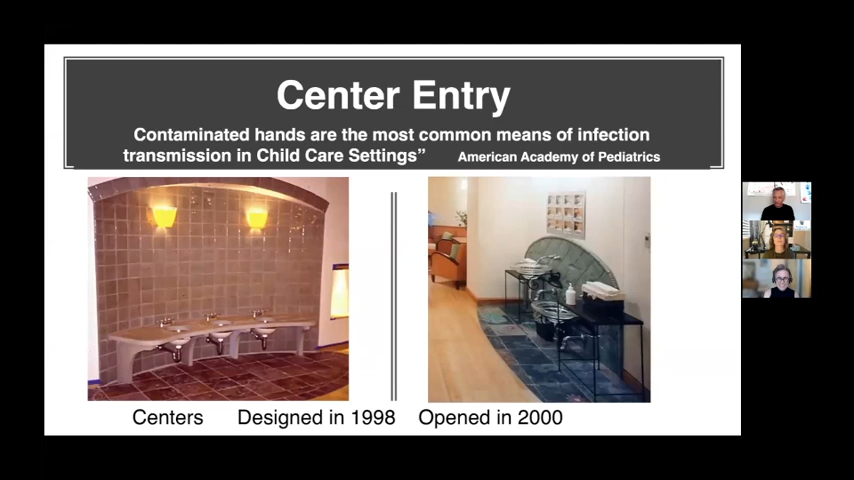 Center Entry
Contaminated hands are the most common means of infection
transmission in Child Care Settings” American Academy of Pediatrics
Centers Designed in 1998 Opened in 2000